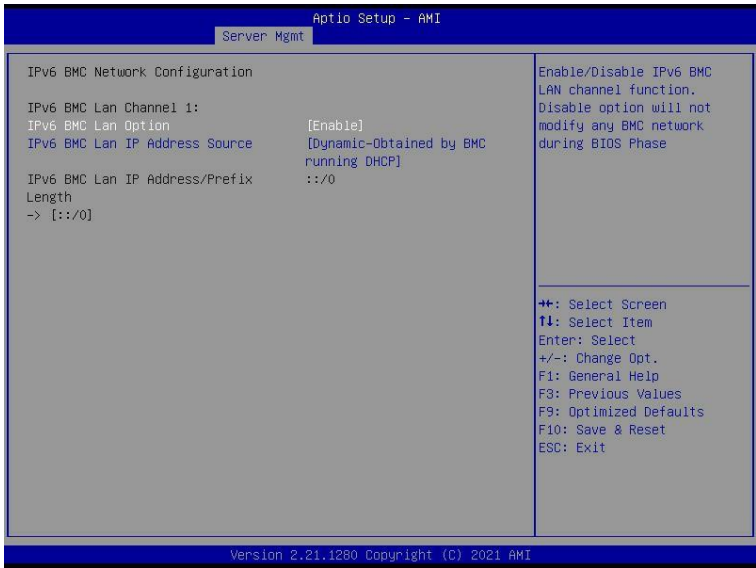 Aptio Setup - AMI
Server Mgmt
IPv6 BMC Network Configuration
IPv6 BMC Lan Channel 1:
IPv6 BMC Lan Option [Enable]
IPv6 BMC Lan IP Address Source [Dynamic-Obtained by BMC
running DHCP]
IPv6 BMC Lan IP Address/Prefix ::/0
Length
-> [::/0]
Enable/Disable IPv6 BMC
LAN channel function.
Disable option will not
modify any BMC network
during BIOS Phase
→←: Select Screen
↑↓: Select Item
Enter: Select
+/-: Change Opt.
F1: General Help
F3: Previous Values
F9: Optimized Defaults
F10: Save & Reset
ESC: Exit
Version 2.21.1280 Copyright (C) 2021 AMI